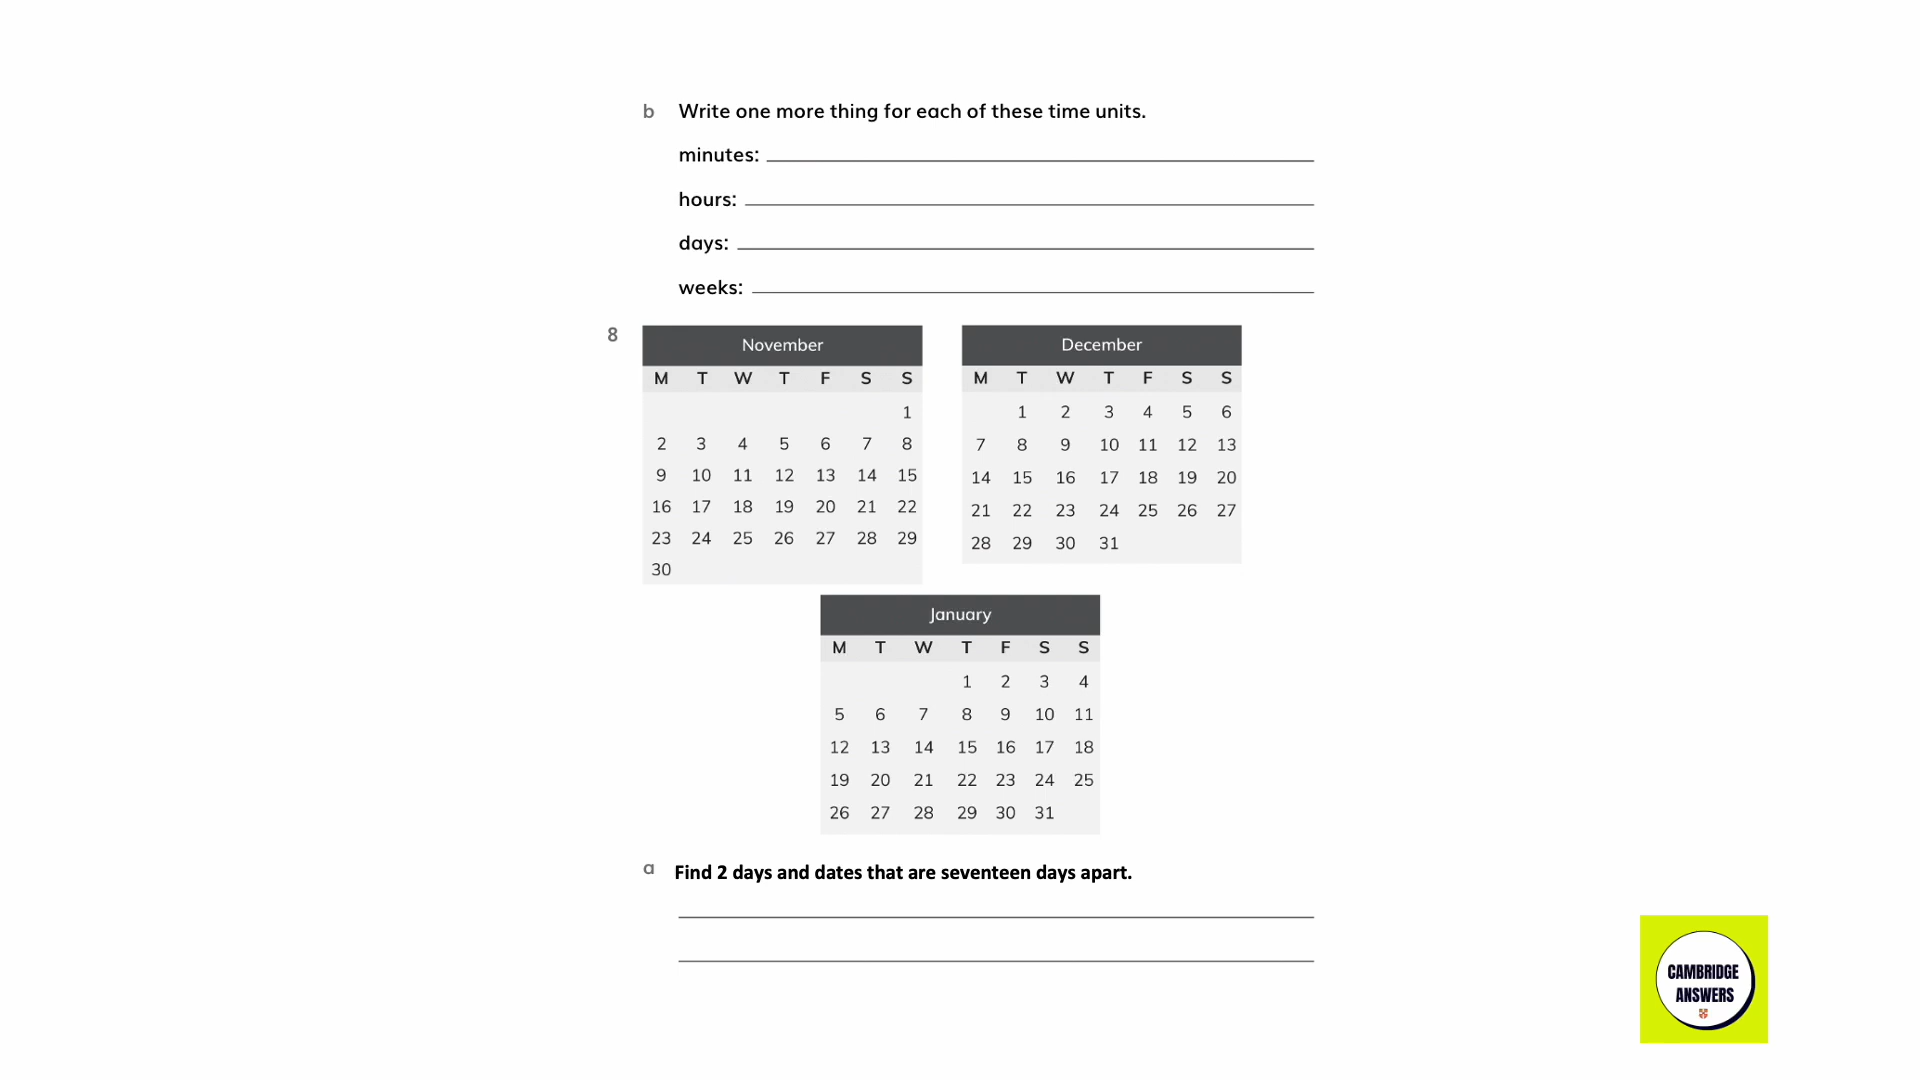 b Write one more thing for each of these time units.
minutes:
hours:
days:
weeks:
8
November
M T W T F S S
1
2 3 4 5 6 7 8
9 10 11 12 13 14 15
16 17 18 19 20 21 22
23 24 25 26 27 28 29
30
December
M T W T F S S
1 2 3 4 5 6
7 8 9 10 11 12 13
14 15 16 17 18 19 20
21 22 23 24 25 26 27
28 29 30 31
January
M T W T F S S
1 2 3 4
5 6 7 8 9 10 11
12 13 14 15 16 17 18
19 20 21 22 23 24 25
26 27 28 29 30 31
a Find 2 days and dates that are seventeen days apart.
CAMBRIDGE
ANSWERS